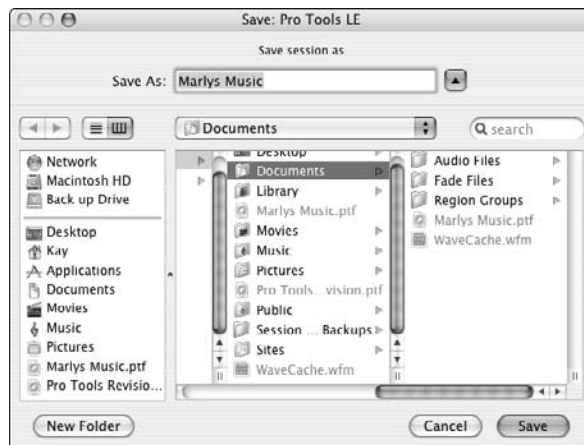 Save: Pro Tools LE
Save session as
Save As: Marlys Music
Documents
search
Network
Macintosh HD
Back up Drive
Desktop
Kay
Applications
Documents
Movies
Music
Pictures
Marlys Music.ptf
Pro Tools Revisio...
Desktop
Documents
Library
Marlys Music.ptf
Movies
Music
Pictures
Pro Tools...vision.ptf
Public
Session ... Backups
Sites
WaveCache.wfm
Audio Files
Fade Files
Region Groups
Marlys Music.ptf
WaveCache.wfm
New Folder
Cancel
Save